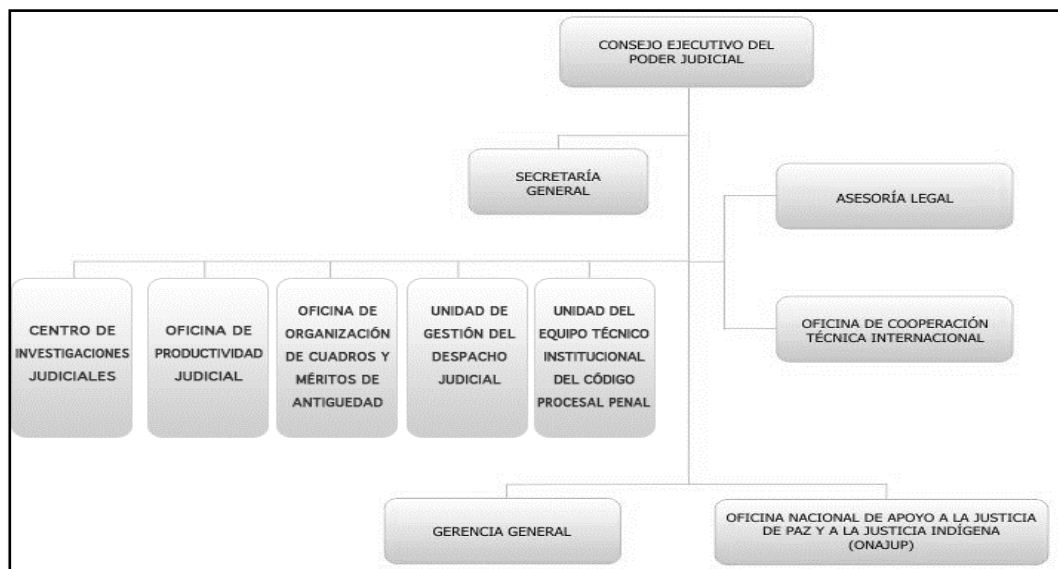 CONSEJO EJECUTIVO DEL
PODER JUDICIAL
SECRETARÍA
GENERAL
ASESORÍA LEGAL
CENTRO DE
INVESTIGACIONES
JUDICIALES
OFICINA DE
PRODUCTIVIDAD
JUDICIAL
OFICINA DE
ORGANIZACIÓN
DE CUADROS Y
MÉRITOS DE
ANTIGUEDAD
UNIDAD DE
GESTIÓN DEL
DESPACHO
JUDICIAL
UNIDAD DEL
EQUIPO TÉCNICO
INSTITUCIONAL
DEL CÓDIGO
PROCESAL PENAL
OFICINA DE COOPERACIÓN
TÉCNICA INTERNACIONAL
GERENCIA GENERAL
OFICINA NACIONAL DE APOYO A LA JUSTICIA
DE PAZ Y A LA JUSTICIA INDÍGENA
(ONAJUP)